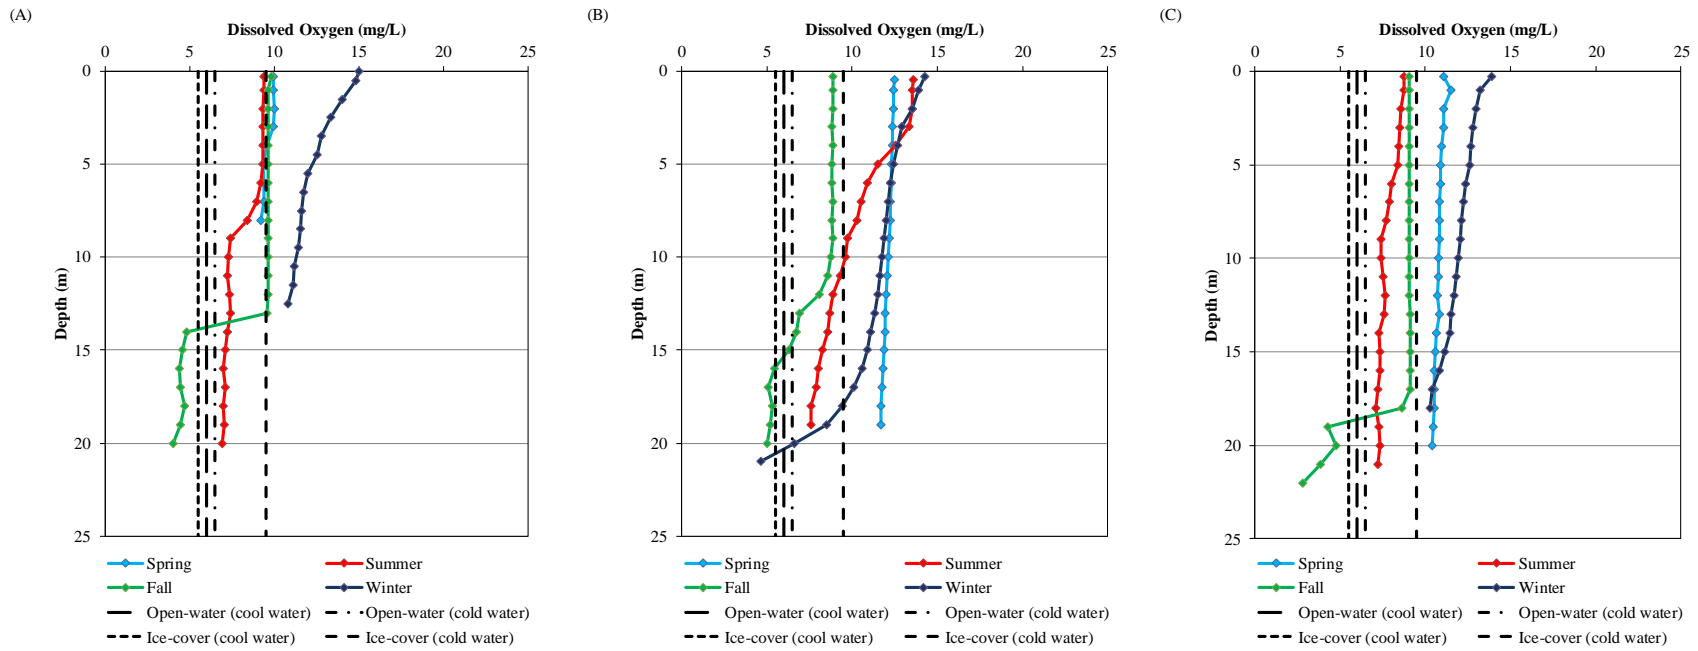 (A)
Dissolved Oxygen (mg/L)
0 5 10 15 20 25
0
5
10
15
20
25
Depth (m)
Spring Summer
Fall Winter
Open-water (cool water) Open-water (cold water)
Ice-cover (cool water) Ice-cover (cold water)
(B)
Dissolved Oxygen (mg/L)
0 5 10 15 20 25
0
5
10
15
20
25
Depth (m)
Spring Summer
Fall Winter
Open-water (cool water) Open-water (cold water)
Ice-cover (cool water) Ice-cover (cold water)
(C)
Dissolved Oxygen (mg/L)
0 5 10 15 20 25
0
5
10
15
20
25
Depth (m)
Spring Summer
Fall Winter
Open-water (cool water) Open-water (cold water)
Ice-cover (cool water) Ice-cover (cold water)